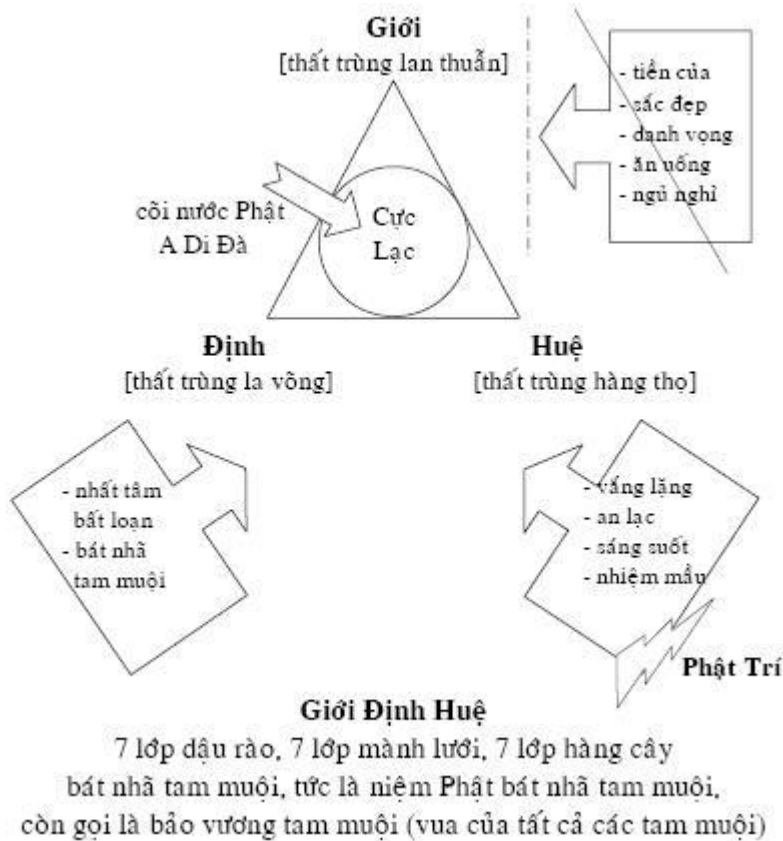 Giới
[thất trùng lan thuẫn]
- tiền của
- sắc đẹp
- danh vọng
- ăn uống
- ngủ nghỉ
cõi nước Phật
A Di Đà
Cực
Lạc
Định
[thất trùng la võng]
Huệ
[thất trùng hàng thọ]
- nhất tâm
bất loạn
- bát nhã
tam muội
- vắng lặng
- an lạc
- sáng suốt
- nhiệm mầu
Phật Trí
Giới Định Huệ
7 lớp dậu rào, 7 lớp mành lưới, 7 lớp hàng cây
bát nhã tam muội, tức là niệm Phật bát nhã tam muội,
còn gọi là bảo vương tam muội (vua của tất cả các tam muội)